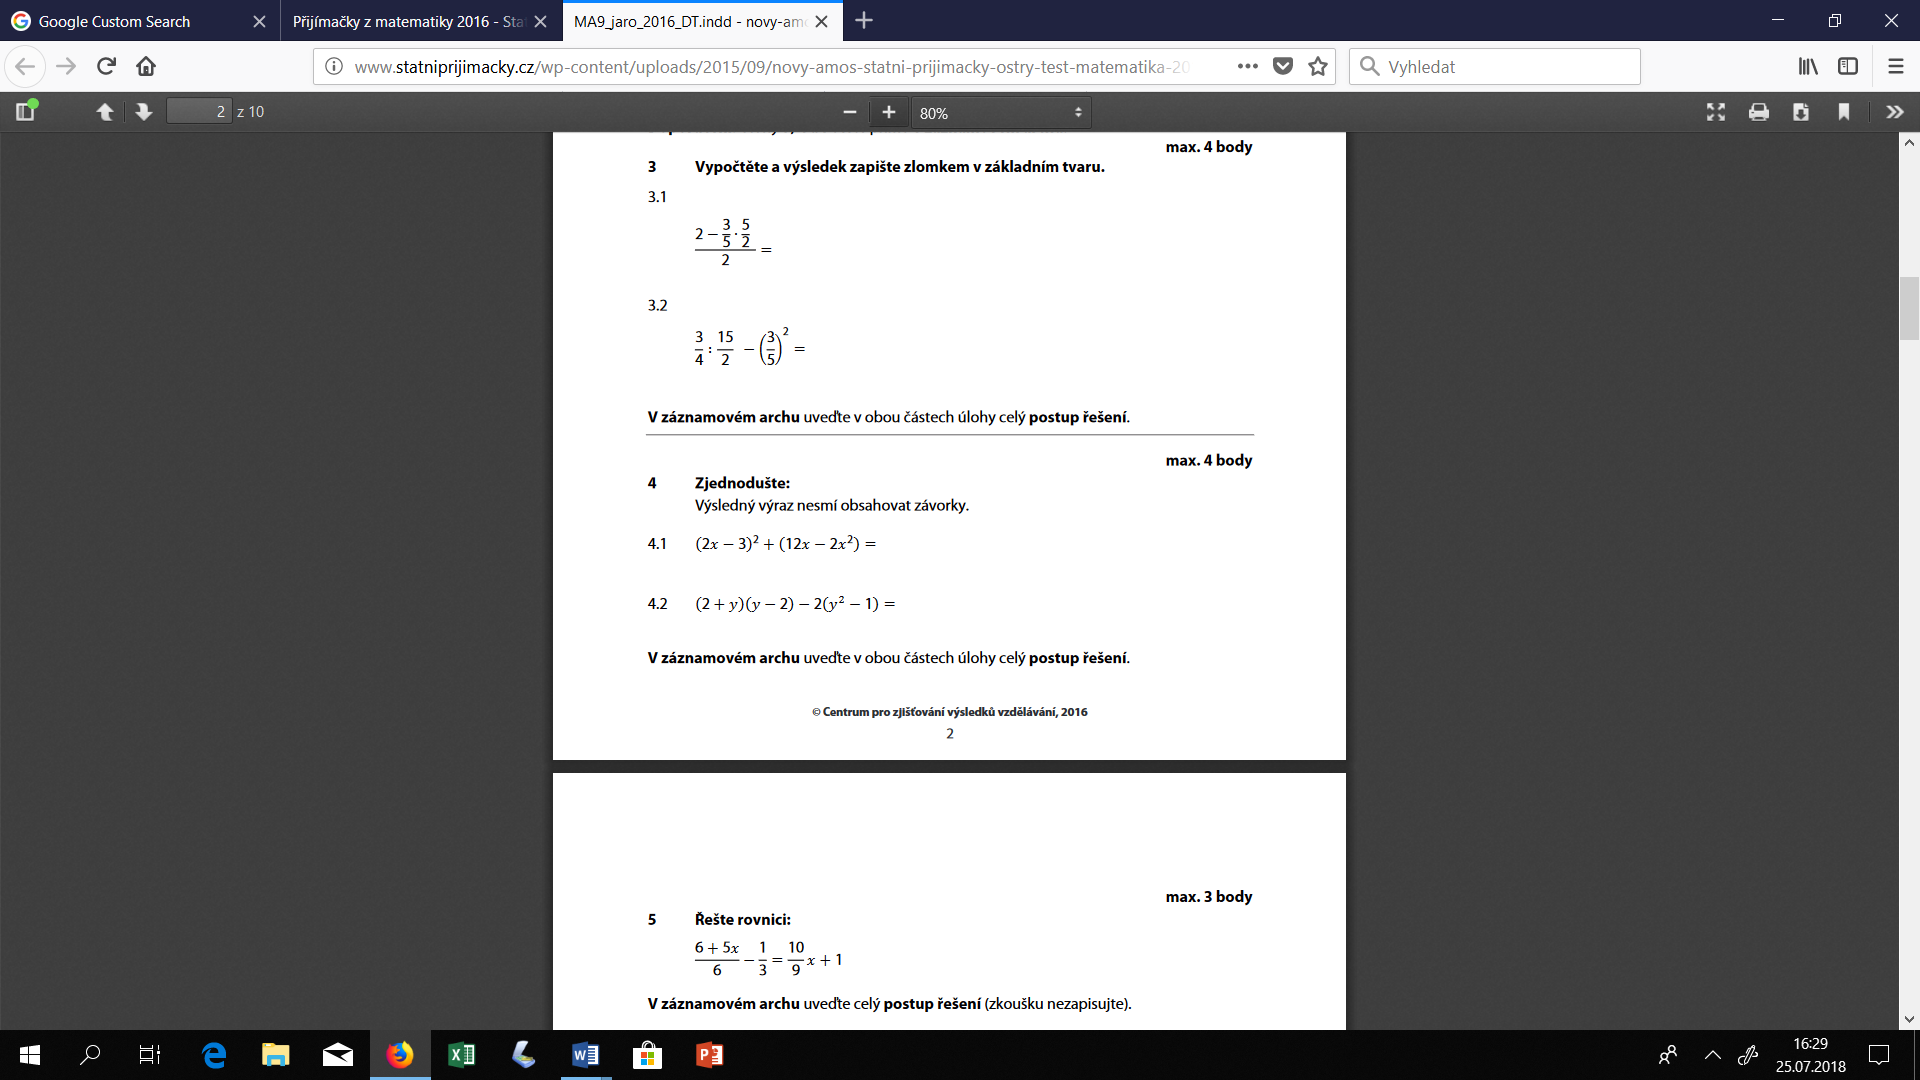 Google Custom Search
Přijímačky z matematiky 2016 - Sta
MA9_jaro_2016_DT.indd - novy-am
www.statniprijimacky.cz/wp-content/uploads/2015/09/novy-amos-statni-prijimacky-ostry-test-matematika-20
Vyhledat
2 z 10
80%
max. 4 body
3 Vypočtěte a výsledek zapište zlomkem v základním tvaru.
3.1
(2 − 3/5 · 5/2) / 2 =
3.2
3/4 : 15/2 − (3/5)² =
V záznamovém archu uveďte v obou částech úlohy celý postup řešení.
max. 4 body
4 Zjednodušte:
Výsledný výraz nesmí obsahovat závorky.
4.1 (2x − 3)² + (12x − 2x²) =
4.2 (2 + y)(y − 2) − 2(y² − 1) =
V záznamovém archu uveďte v obou částech úlohy celý postup řešení.
© Centrum pro zjišťování výsledků vzdělávání, 2016
2
max. 3 body
5 Řešte rovnici:
(6 + 5x)/6 − 1/3 = 10/9 x + 1
V záznamovém archu uveďte celý postup řešení (zkoušku nezapisujte).
16:29
25.07.2018